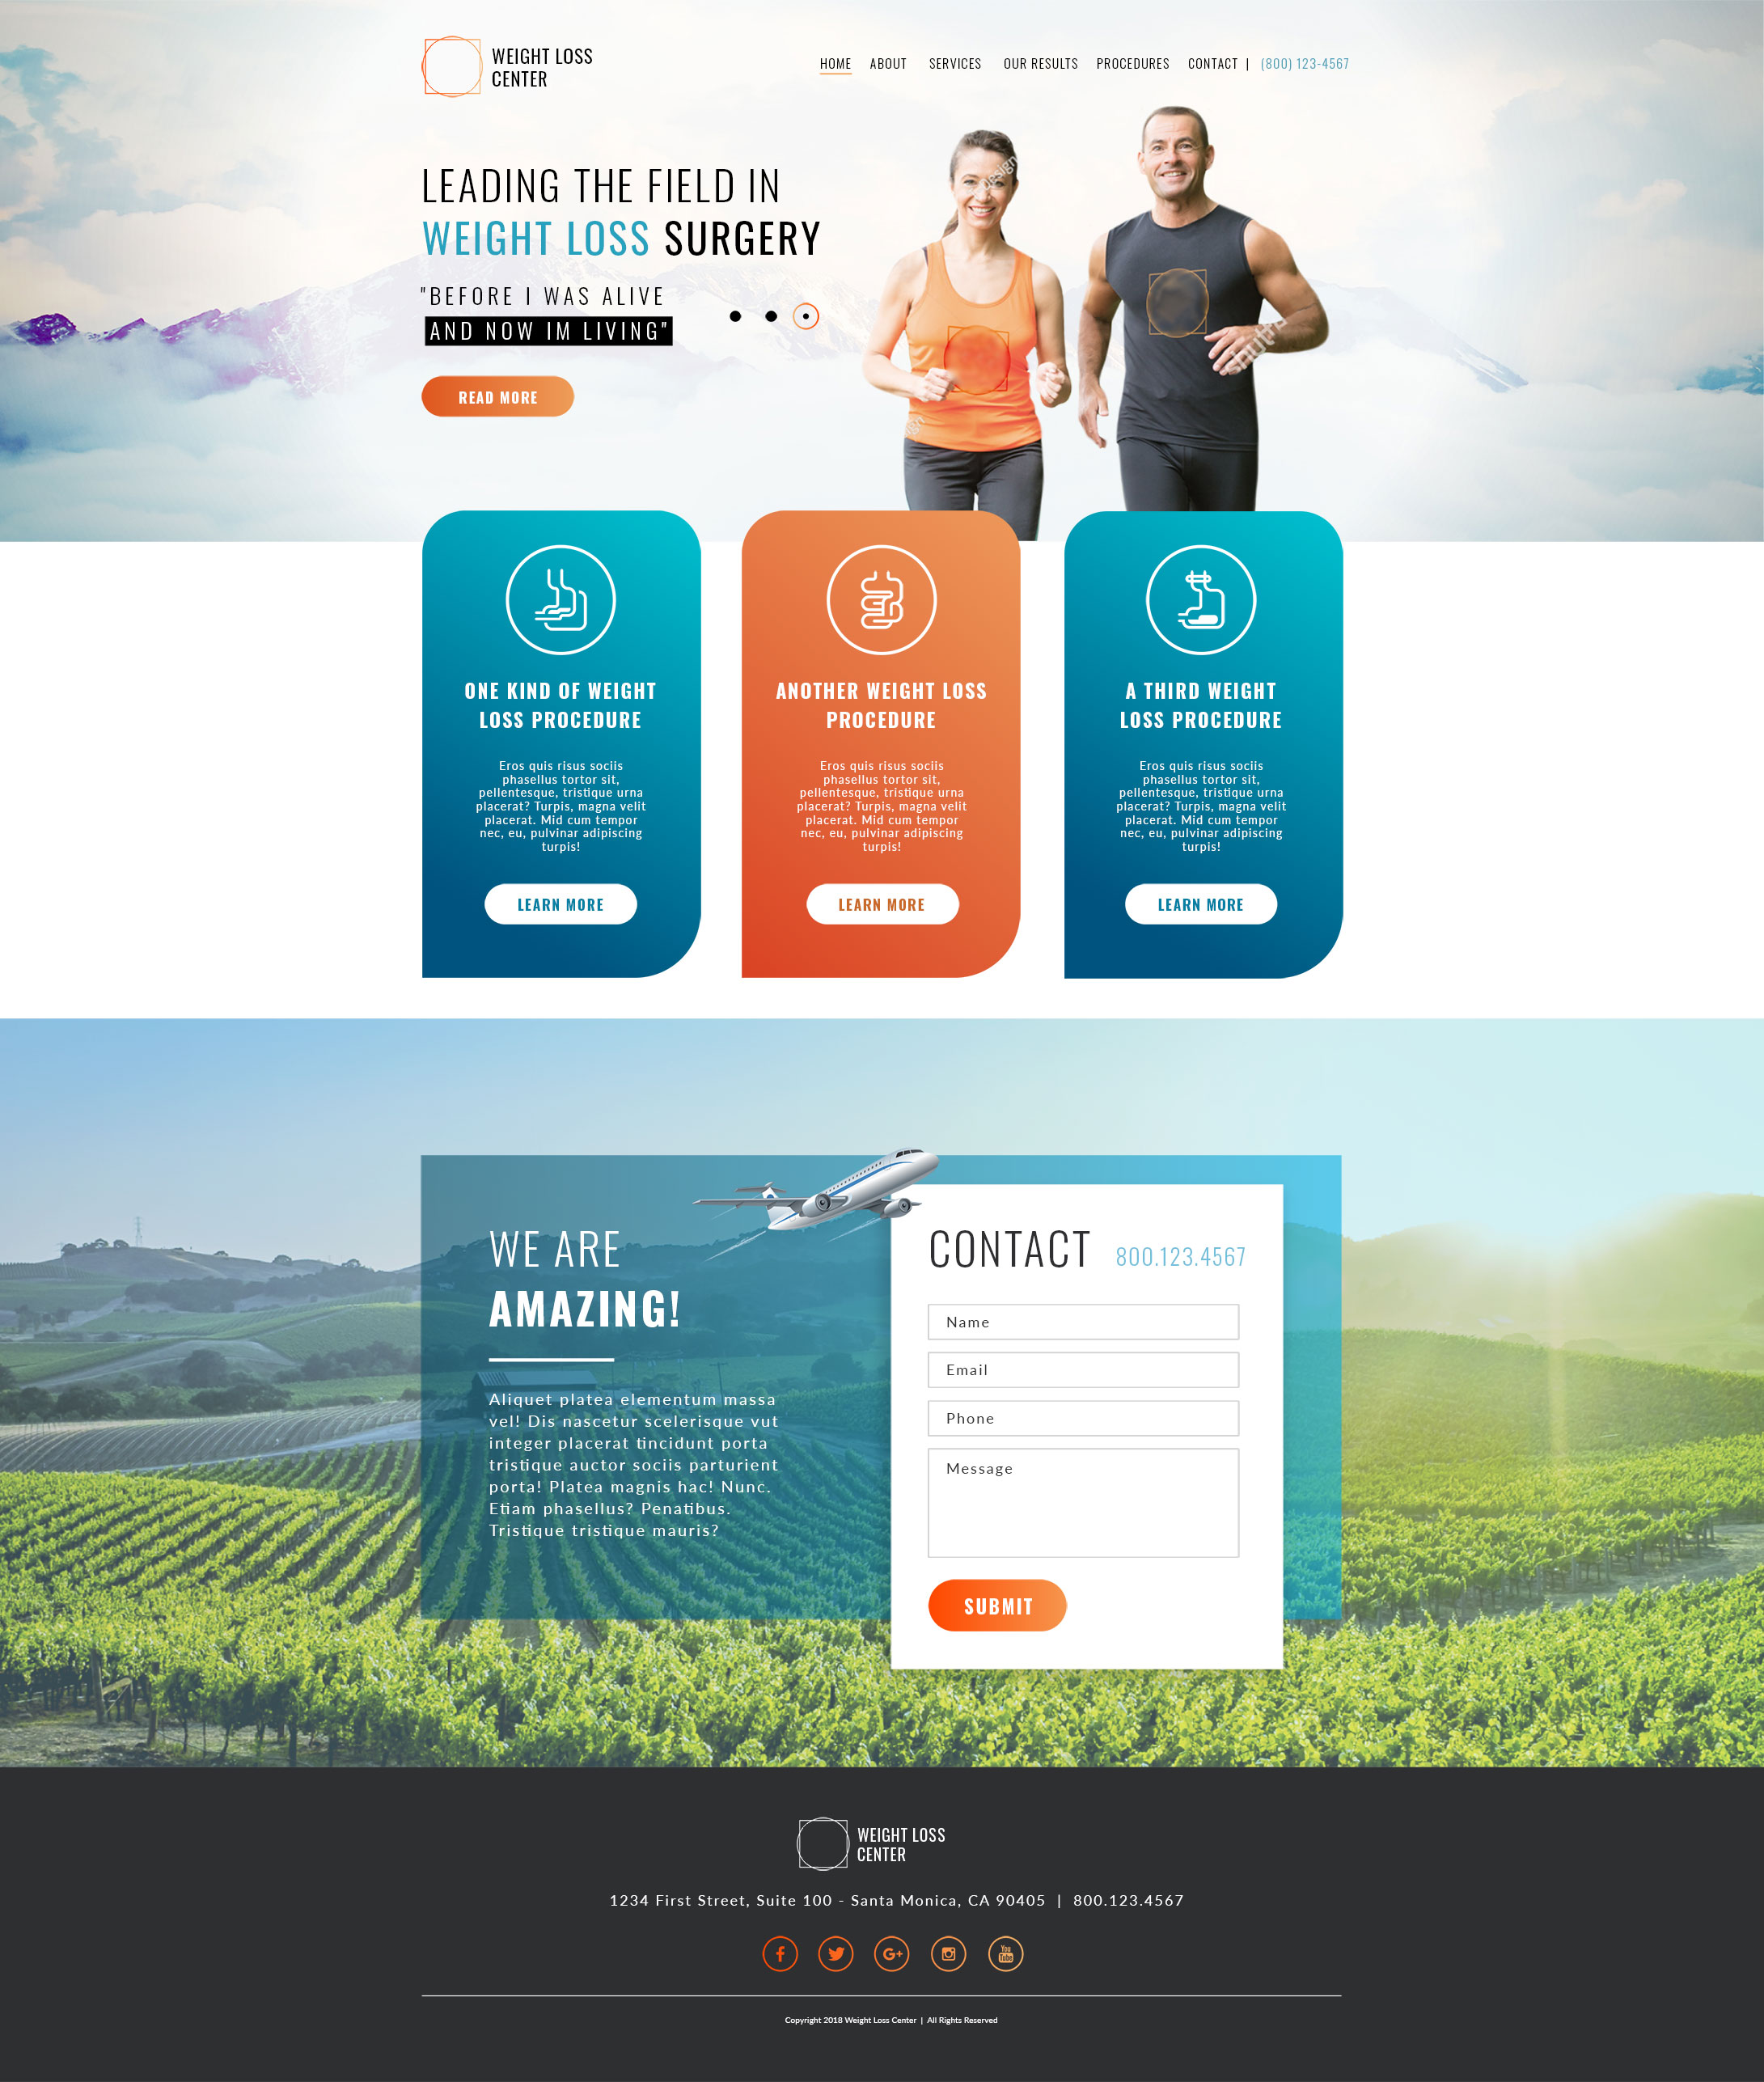 WEIGHT LOSS
CENTER
HOME ABOUT SERVICES OUR RESULTS PROCEDURES CONTACT | (800) 123-4567
LEADING THE FIELD IN
WEIGHT LOSS SURGERY
"BEFORE I WAS ALIVE
AND NOW IM LIVING"
READ MORE
ONE KIND OF WEIGHT
LOSS PROCEDURE
Eros quis risus sociis
phasellus tortor sit,
pellentesque, tristique urna
placerat? Turpis, magna velit
placerat. Mid cum tempor
nec, eu, pulvinar adipiscing
turpis!
LEARN MORE
ANOTHER WEIGHT LOSS
PROCEDURE
Eros quis risus sociis
phasellus tortor sit,
pellentesque, tristique urna
placerat? Turpis, magna velit
placerat. Mid cum tempor
nec, eu, pulvinar adipiscing
turpis!
LEARN MORE
A THIRD WEIGHT
LOSS PROCEDURE
Eros quis risus sociis
phasellus tortor sit,
pellentesque, tristique urna
placerat? Turpis, magna velit
placerat. Mid cum tempor
nec, eu, pulvinar adipiscing
turpis!
LEARN MORE
WE ARE
AMAZING!
Aliquet platea elementum massa
vel! Dis nascetur scelerisque vut
integer placerat tincidunt porta
tristique auctor sociis parturient
porta! Platea magnis hac! Nunc.
Etiam phasellus? Penatibus.
Tristique tristique mauris?
CONTACT 800.123.4567
Name
Email
Phone
Message
SUBMIT
WEIGHT LOSS
CENTER
1234 First Street, Suite 100 - Santa Monica, CA 90405 | 800.123.4567
You
Tube
Copyright 2018 Weight Loss Center | All Rights Reserved